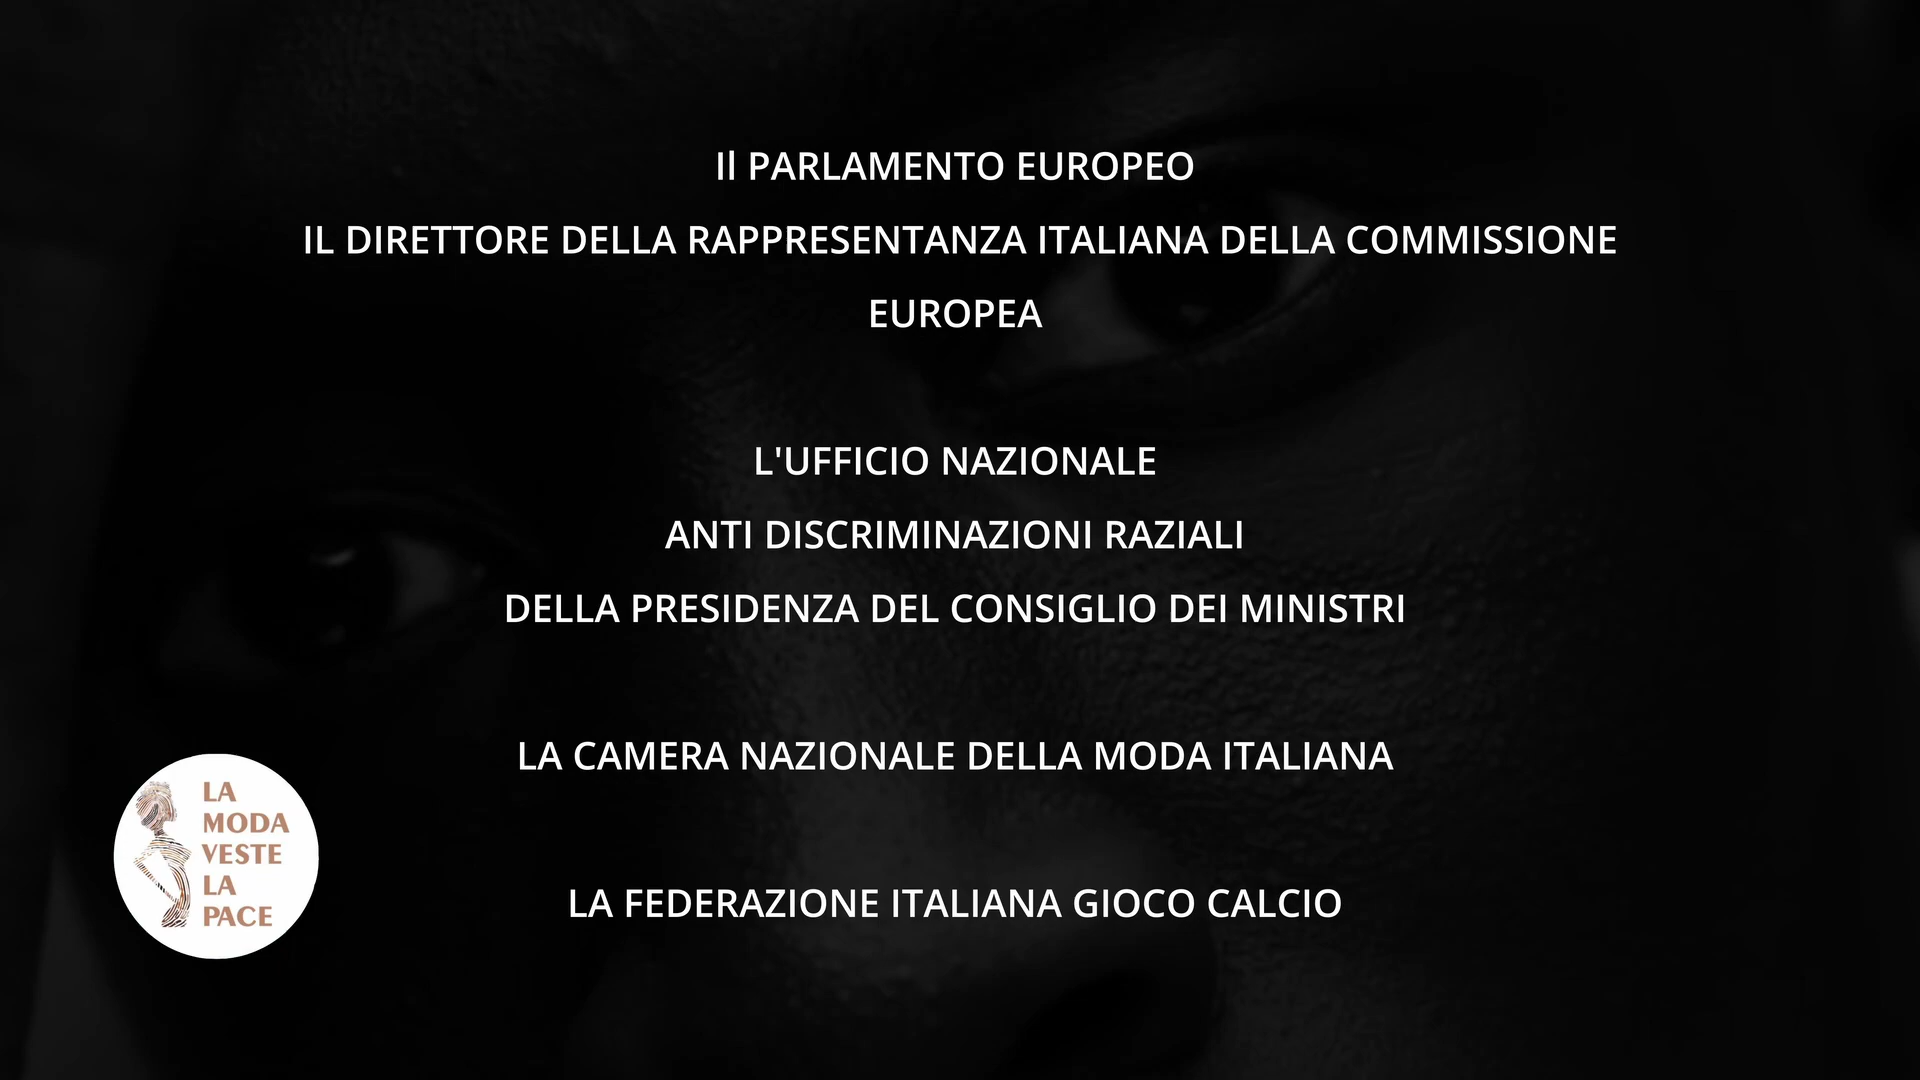 Il PARLAMENTO EUROPEO
IL DIRETTORE DELLA RAPPRESENTANZA ITALIANA DELLA COMMISSIONE
EUROPEA
L'UFFICIO NAZIONALE
ANTI DISCRIMINAZIONI RAZIALI
DELLA PRESIDENZA DEL CONSIGLIO DEI MINISTRI
LA CAMERA NAZIONALE DELLA MODA ITALIANA
LA FEDERAZIONE ITALIANA GIOCO CALCIO
LA
MODA
VESTE
LA
PACE